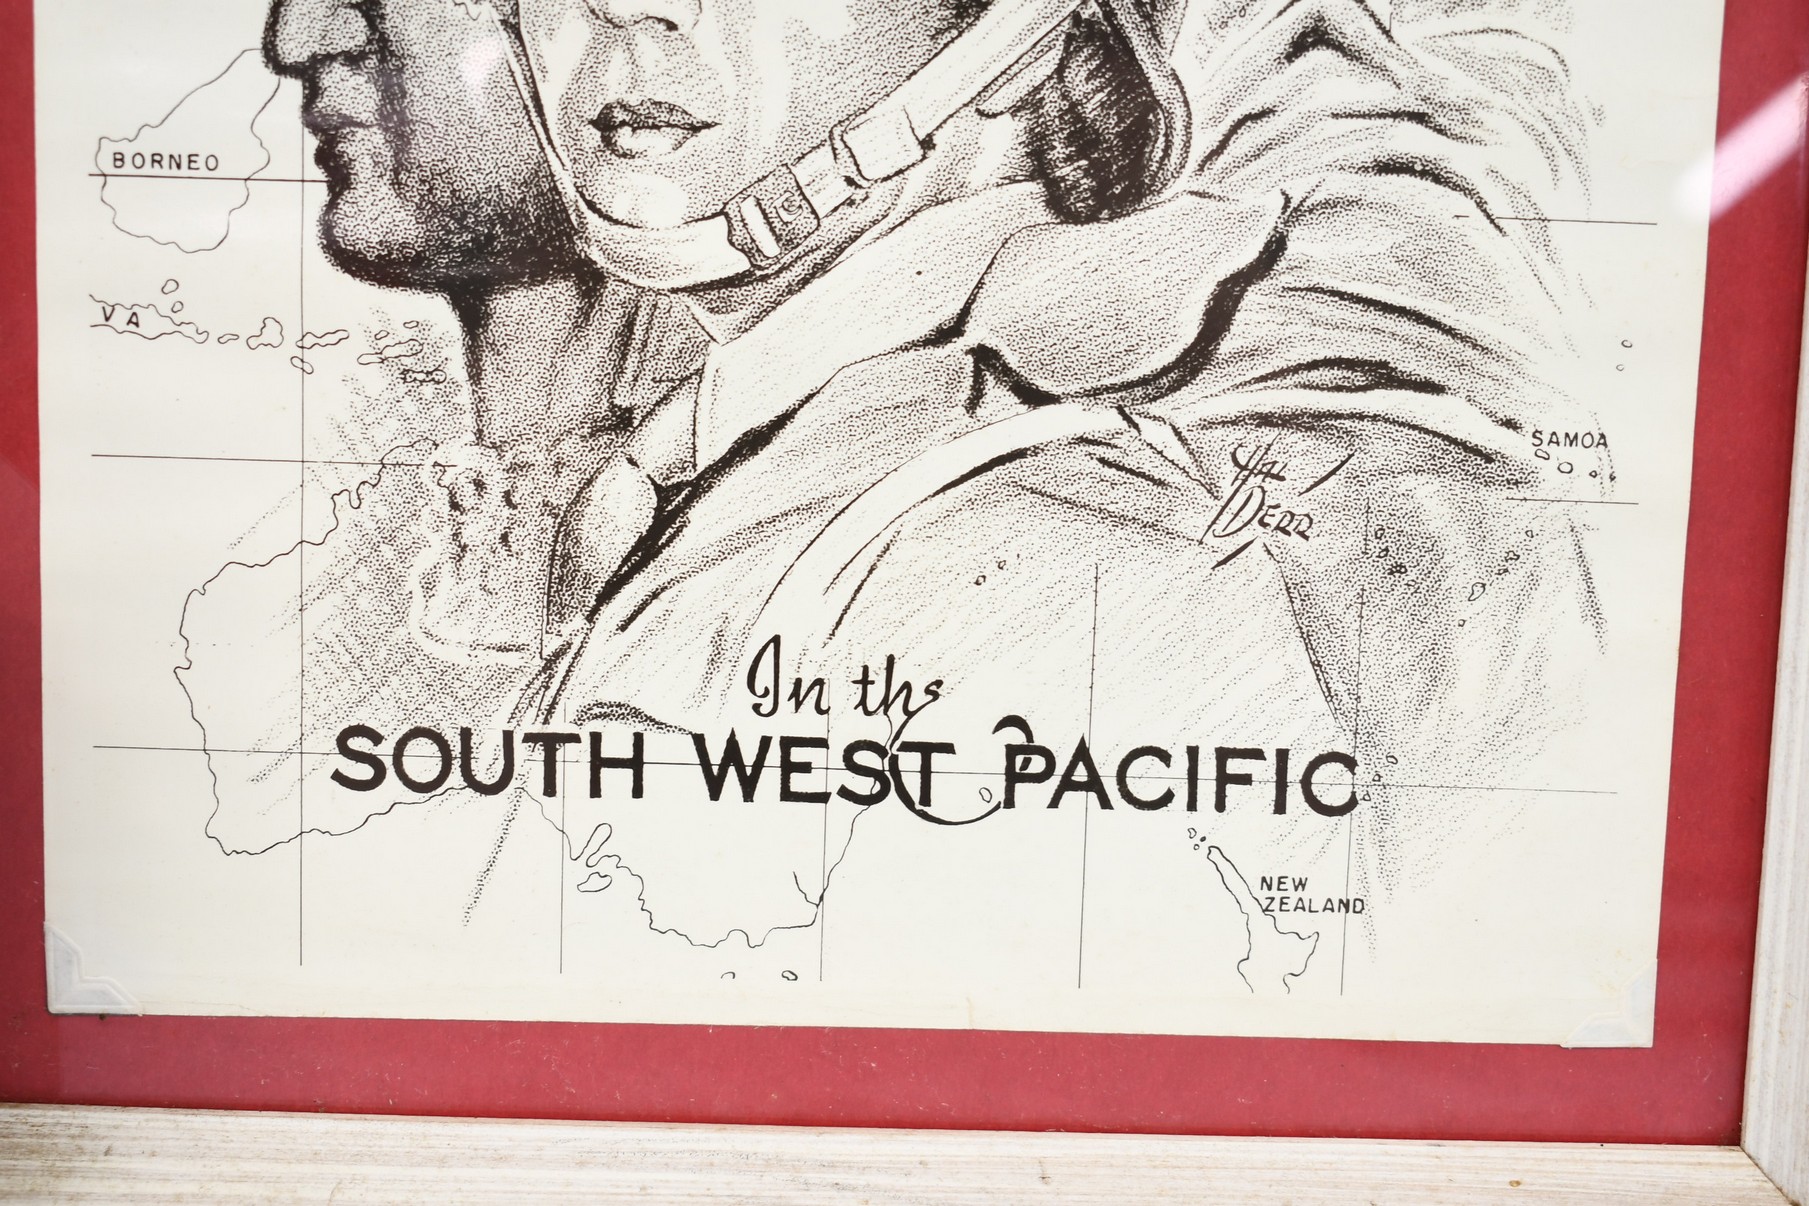 BORNEO
VA
SAMOA
Hal
Derr
In the
SOUTH WEST PACIFIC
NEW
ZEALAND